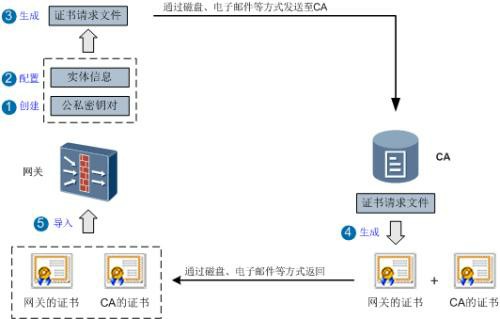 3 生成 证书请求文件
通过磁盘、电子邮件等方式发送至CA
2 配置 实体信息
1 创建 公私密钥对
网关
CA
证书请求文件
4 生成
5 导入
通过磁盘、电子邮件等方式返回
网关的证书 CA的证书
网关的证书 + CA的证书